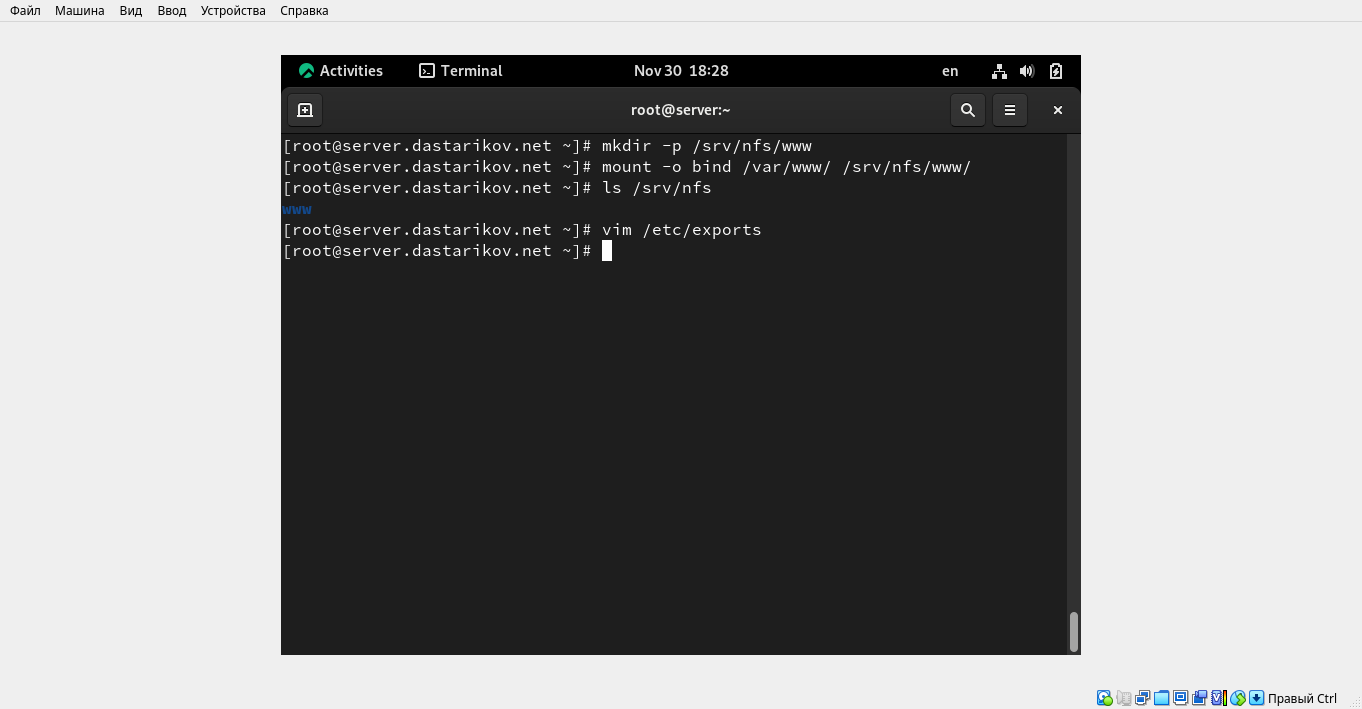 Файл Машина Вид Ввод Устройства Справка
Activities Terminal Nov 30 18:28 en
root@server:~
[root@server.dastarikov.net ~]# mkdir -p /srv/nfs/www
[root@server.dastarikov.net ~]# mount -o bind /var/www/ /srv/nfs/www/
[root@server.dastarikov.net ~]# ls /srv/nfs
www
[root@server.dastarikov.net ~]# vim /etc/exports
[root@server.dastarikov.net ~]#
Правый Ctrl